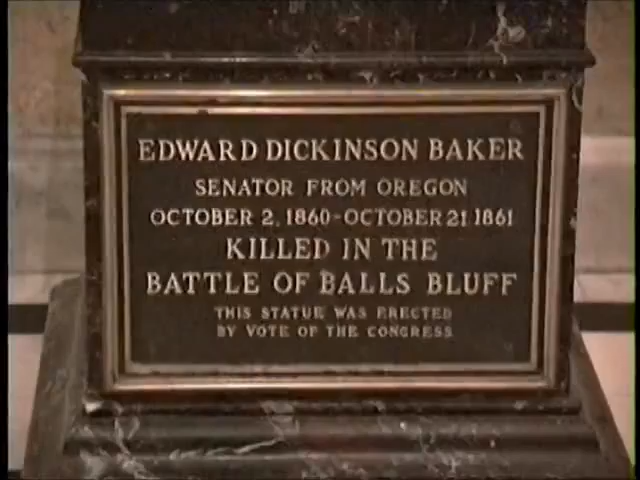 EDWARD DICKINSON BAKER
SENATOR FROM OREGON
OCTOBER 2, 1860-OCTOBER 21 1861
KILLED IN THE
BATTLE OF BALLS BLUFF
THIS STATUE WAS ERECTED
BY VOTE OF THE CONGRESS